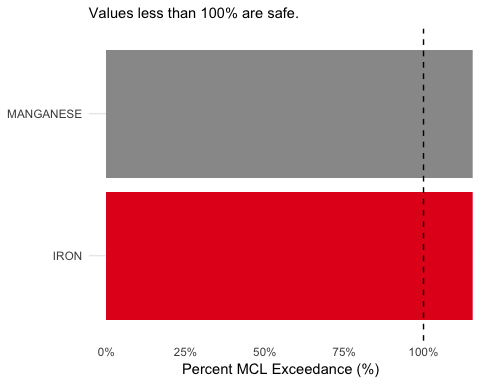 Values less than 100% are safe.
MANGANESE
IRON
0% 25% 50% 75% 100%
Percent MCL Exceedance (%)